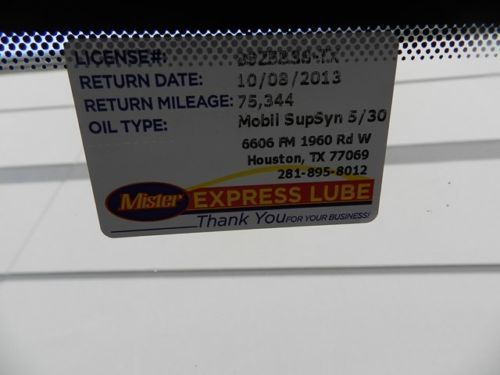 LICENSE#:
RETURN DATE: 10/08/2013
RETURN MILEAGE: 75,344
OIL TYPE: Mobil SupSyn 5/30
6606 FM 1960 Rd W
Houston, TX 77069
281-895-8012
Mister EXPRESS LUBE
Thank You FOR YOUR BUSINESS!